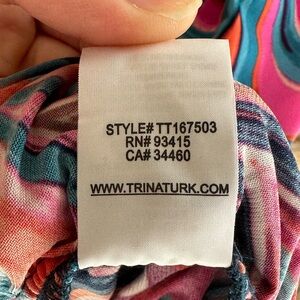 STYLE# TT167503
RN# 93415
CA# 34460
WWW.TRINATURK.COM